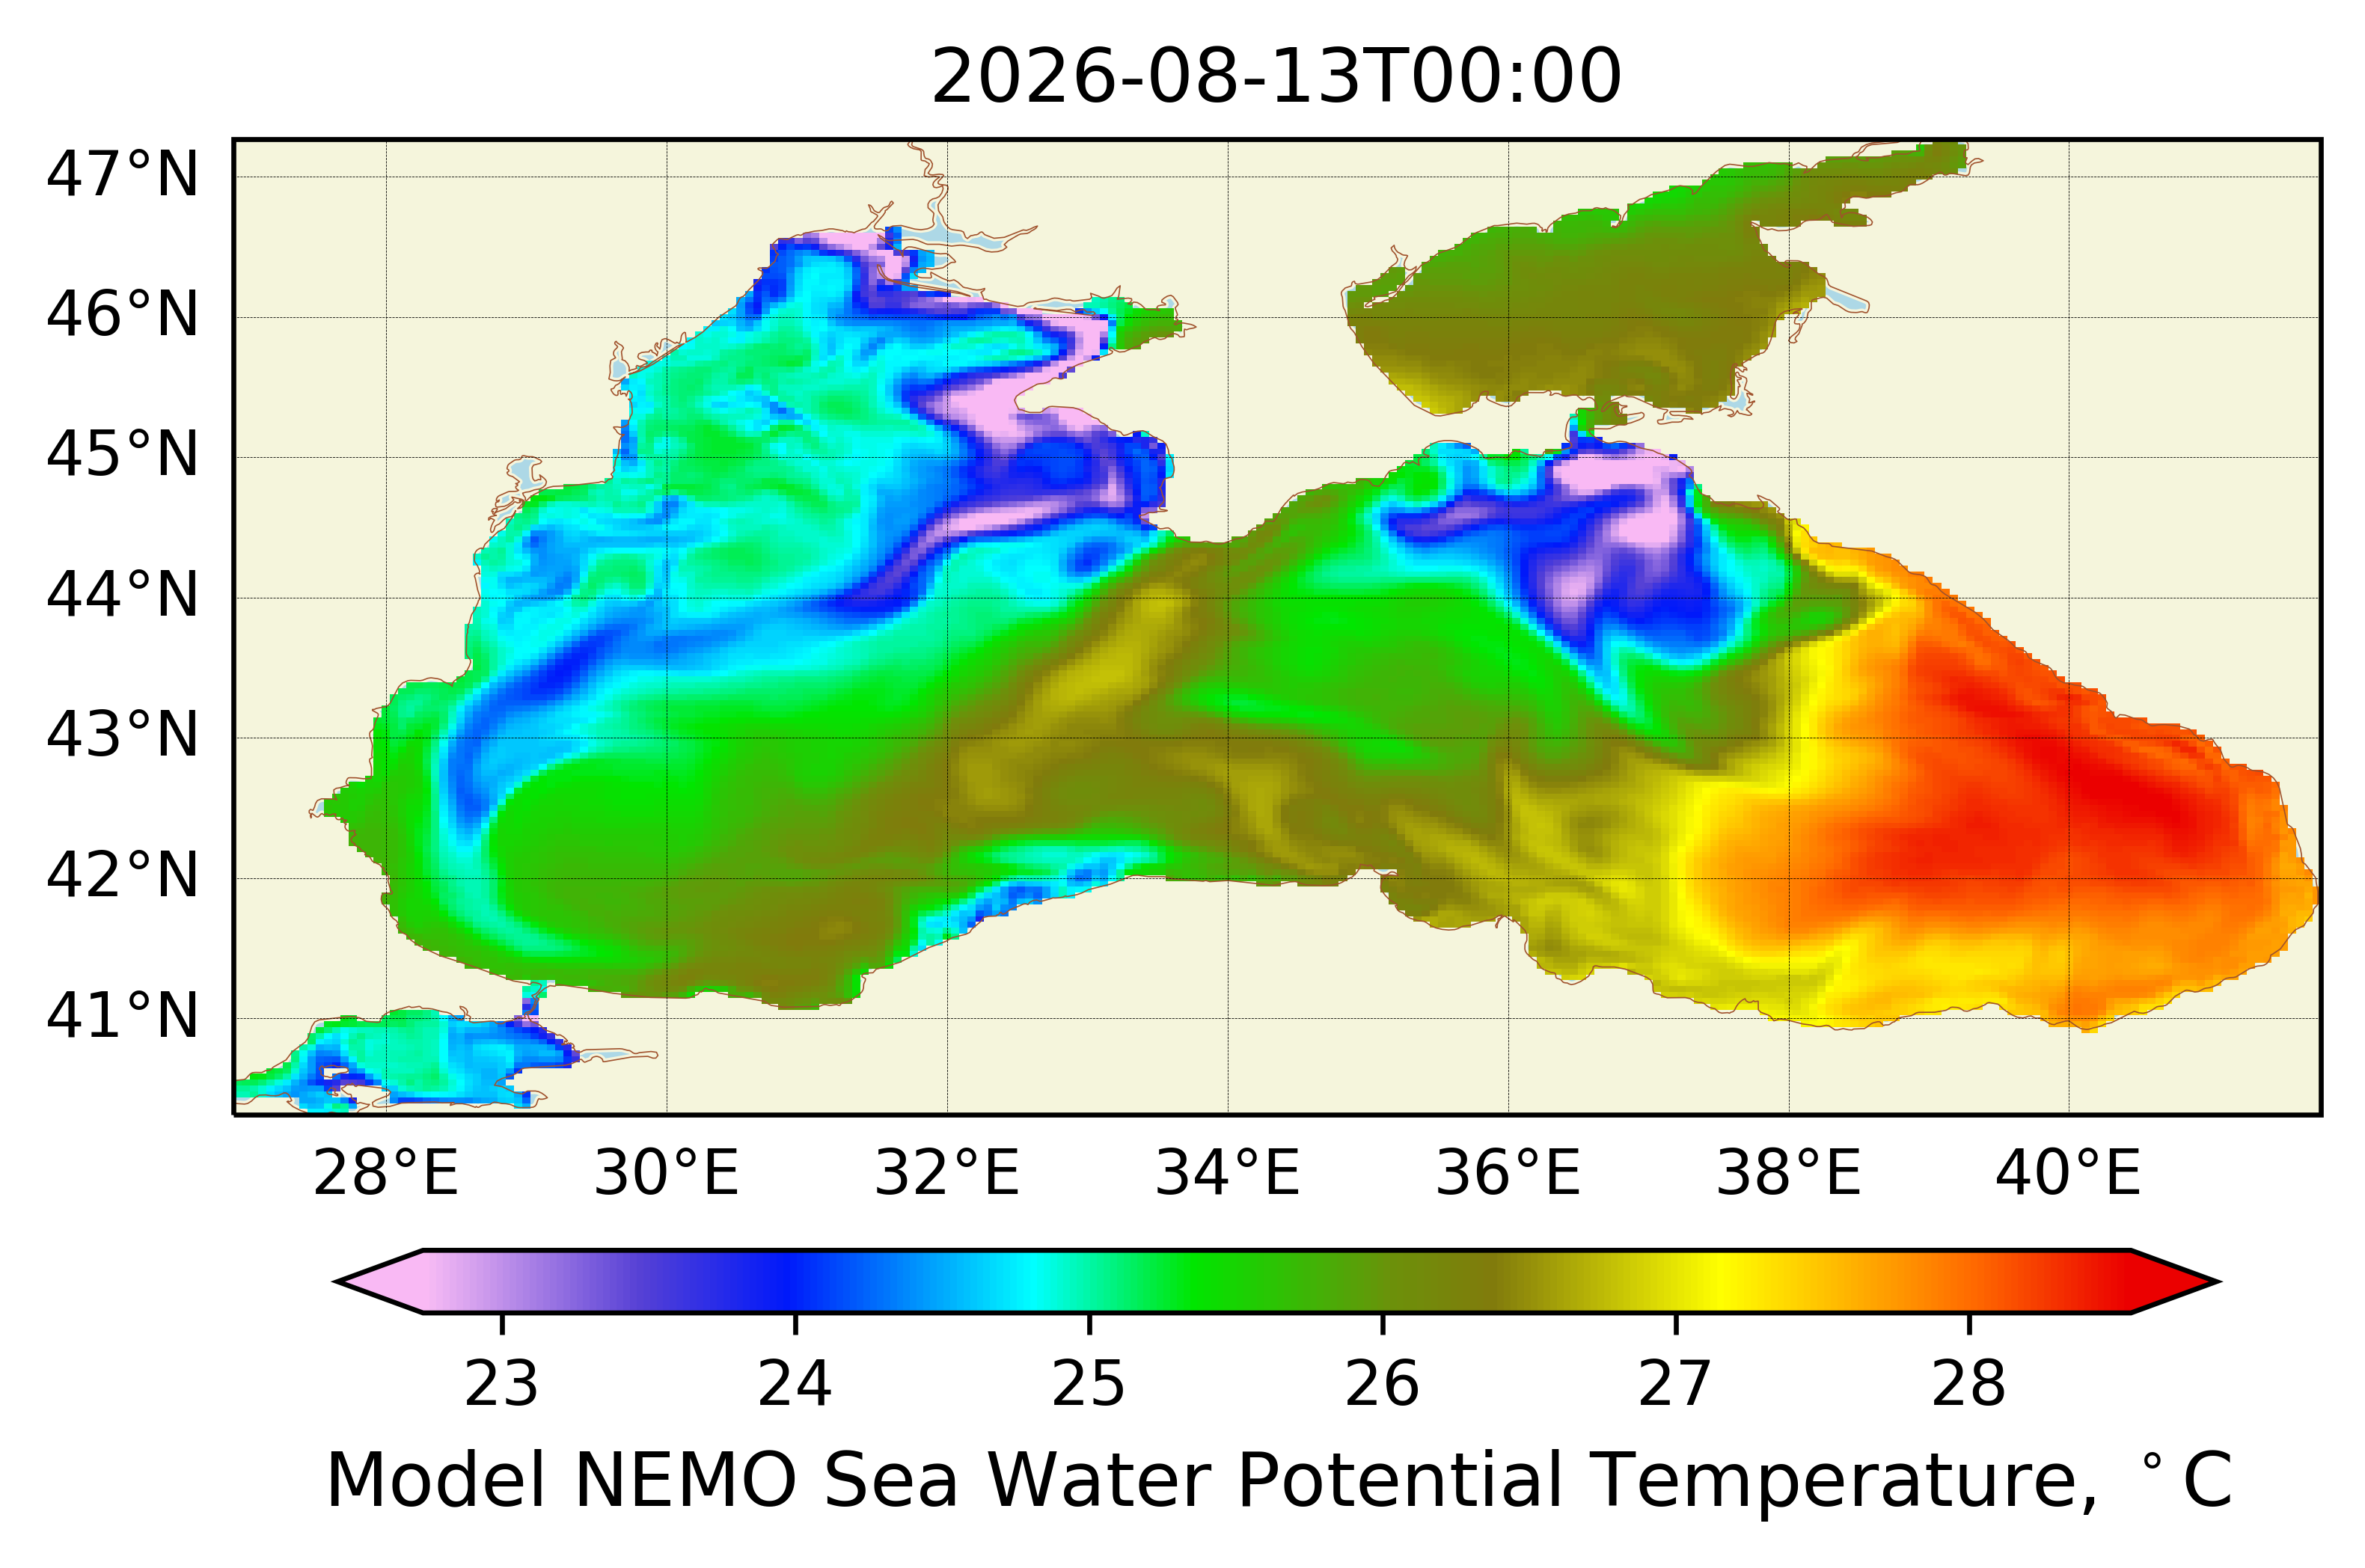 2026-08-13T00:00
47°N
46°N
45°N
44°N
43°N
42°N
41°N
28°E 30°E 32°E 34°E 36°E 38°E 40°E
23 24 25 26 27 28
Model NEMO Sea Water Potential Temperature, °C